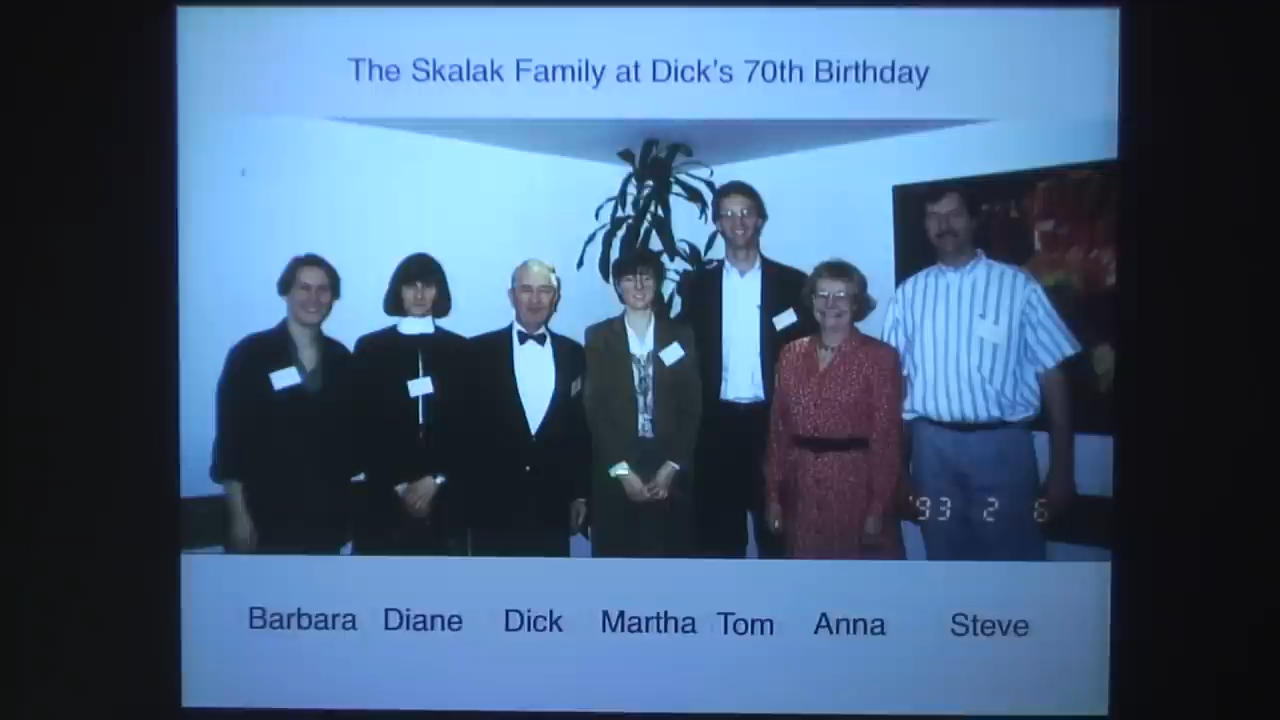 The Skalak Family at Dick's 70th Birthday
'93 2 6
Barbara Diane Dick Martha Tom Anna Steve